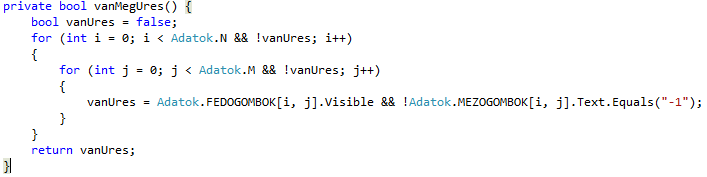 private bool vanMegUres() {
    bool vanUres = false;
    for (int i = 0; i < Adatok.N && !vanUres; i++)
    {
        for (int j = 0; j < Adatok.M && !vanUres; j++)
        {
            vanUres = Adatok.FEDOGOMBOK[i, j].Visible && !Adatok.MEZOGOMBOK[i, j].Text.Equals("-1");
        }
    }
    return vanUres;
}